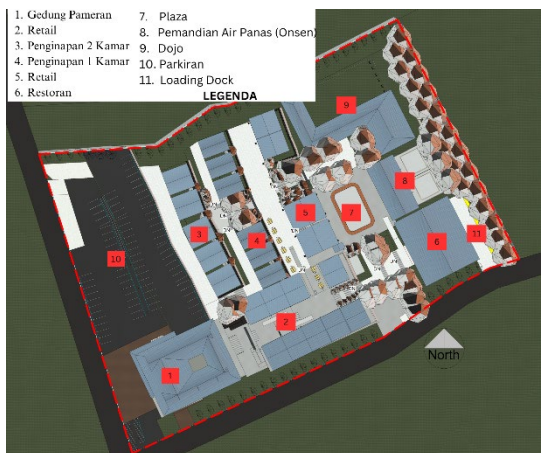 1. Gedung Pameran
2. Retail
3. Penginapan 2 Kamar
4. Penginapan 1 Kamar
5. Retail
6. Restoran
7. Plaza
8. Pemandian Air Panas (Onsen)
9. Dojo
10. Parkiran
11. Loading Dock
LEGENDA
9
8
7
5
3
4
6
11
10
2
1
North